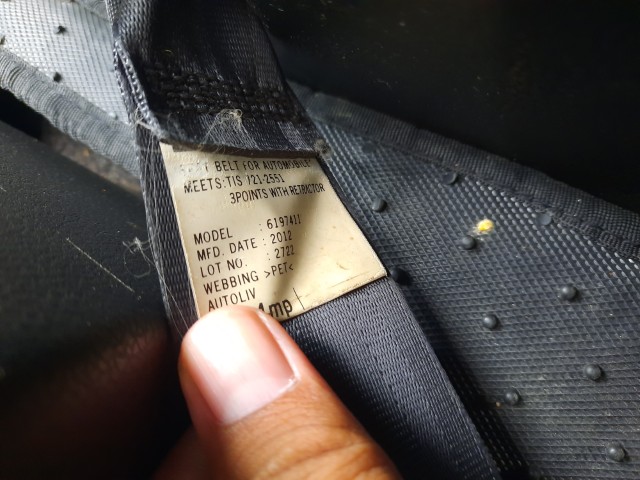 BELT FOR AUTOMOBILE
MEETS:TIS 721-2551
3POINTS WITH RETRACTOR
MODEL : 6197411
MFD. DATE : 2012
LOT NO. : 2722
WEBBING >PET<
AUTOLIV